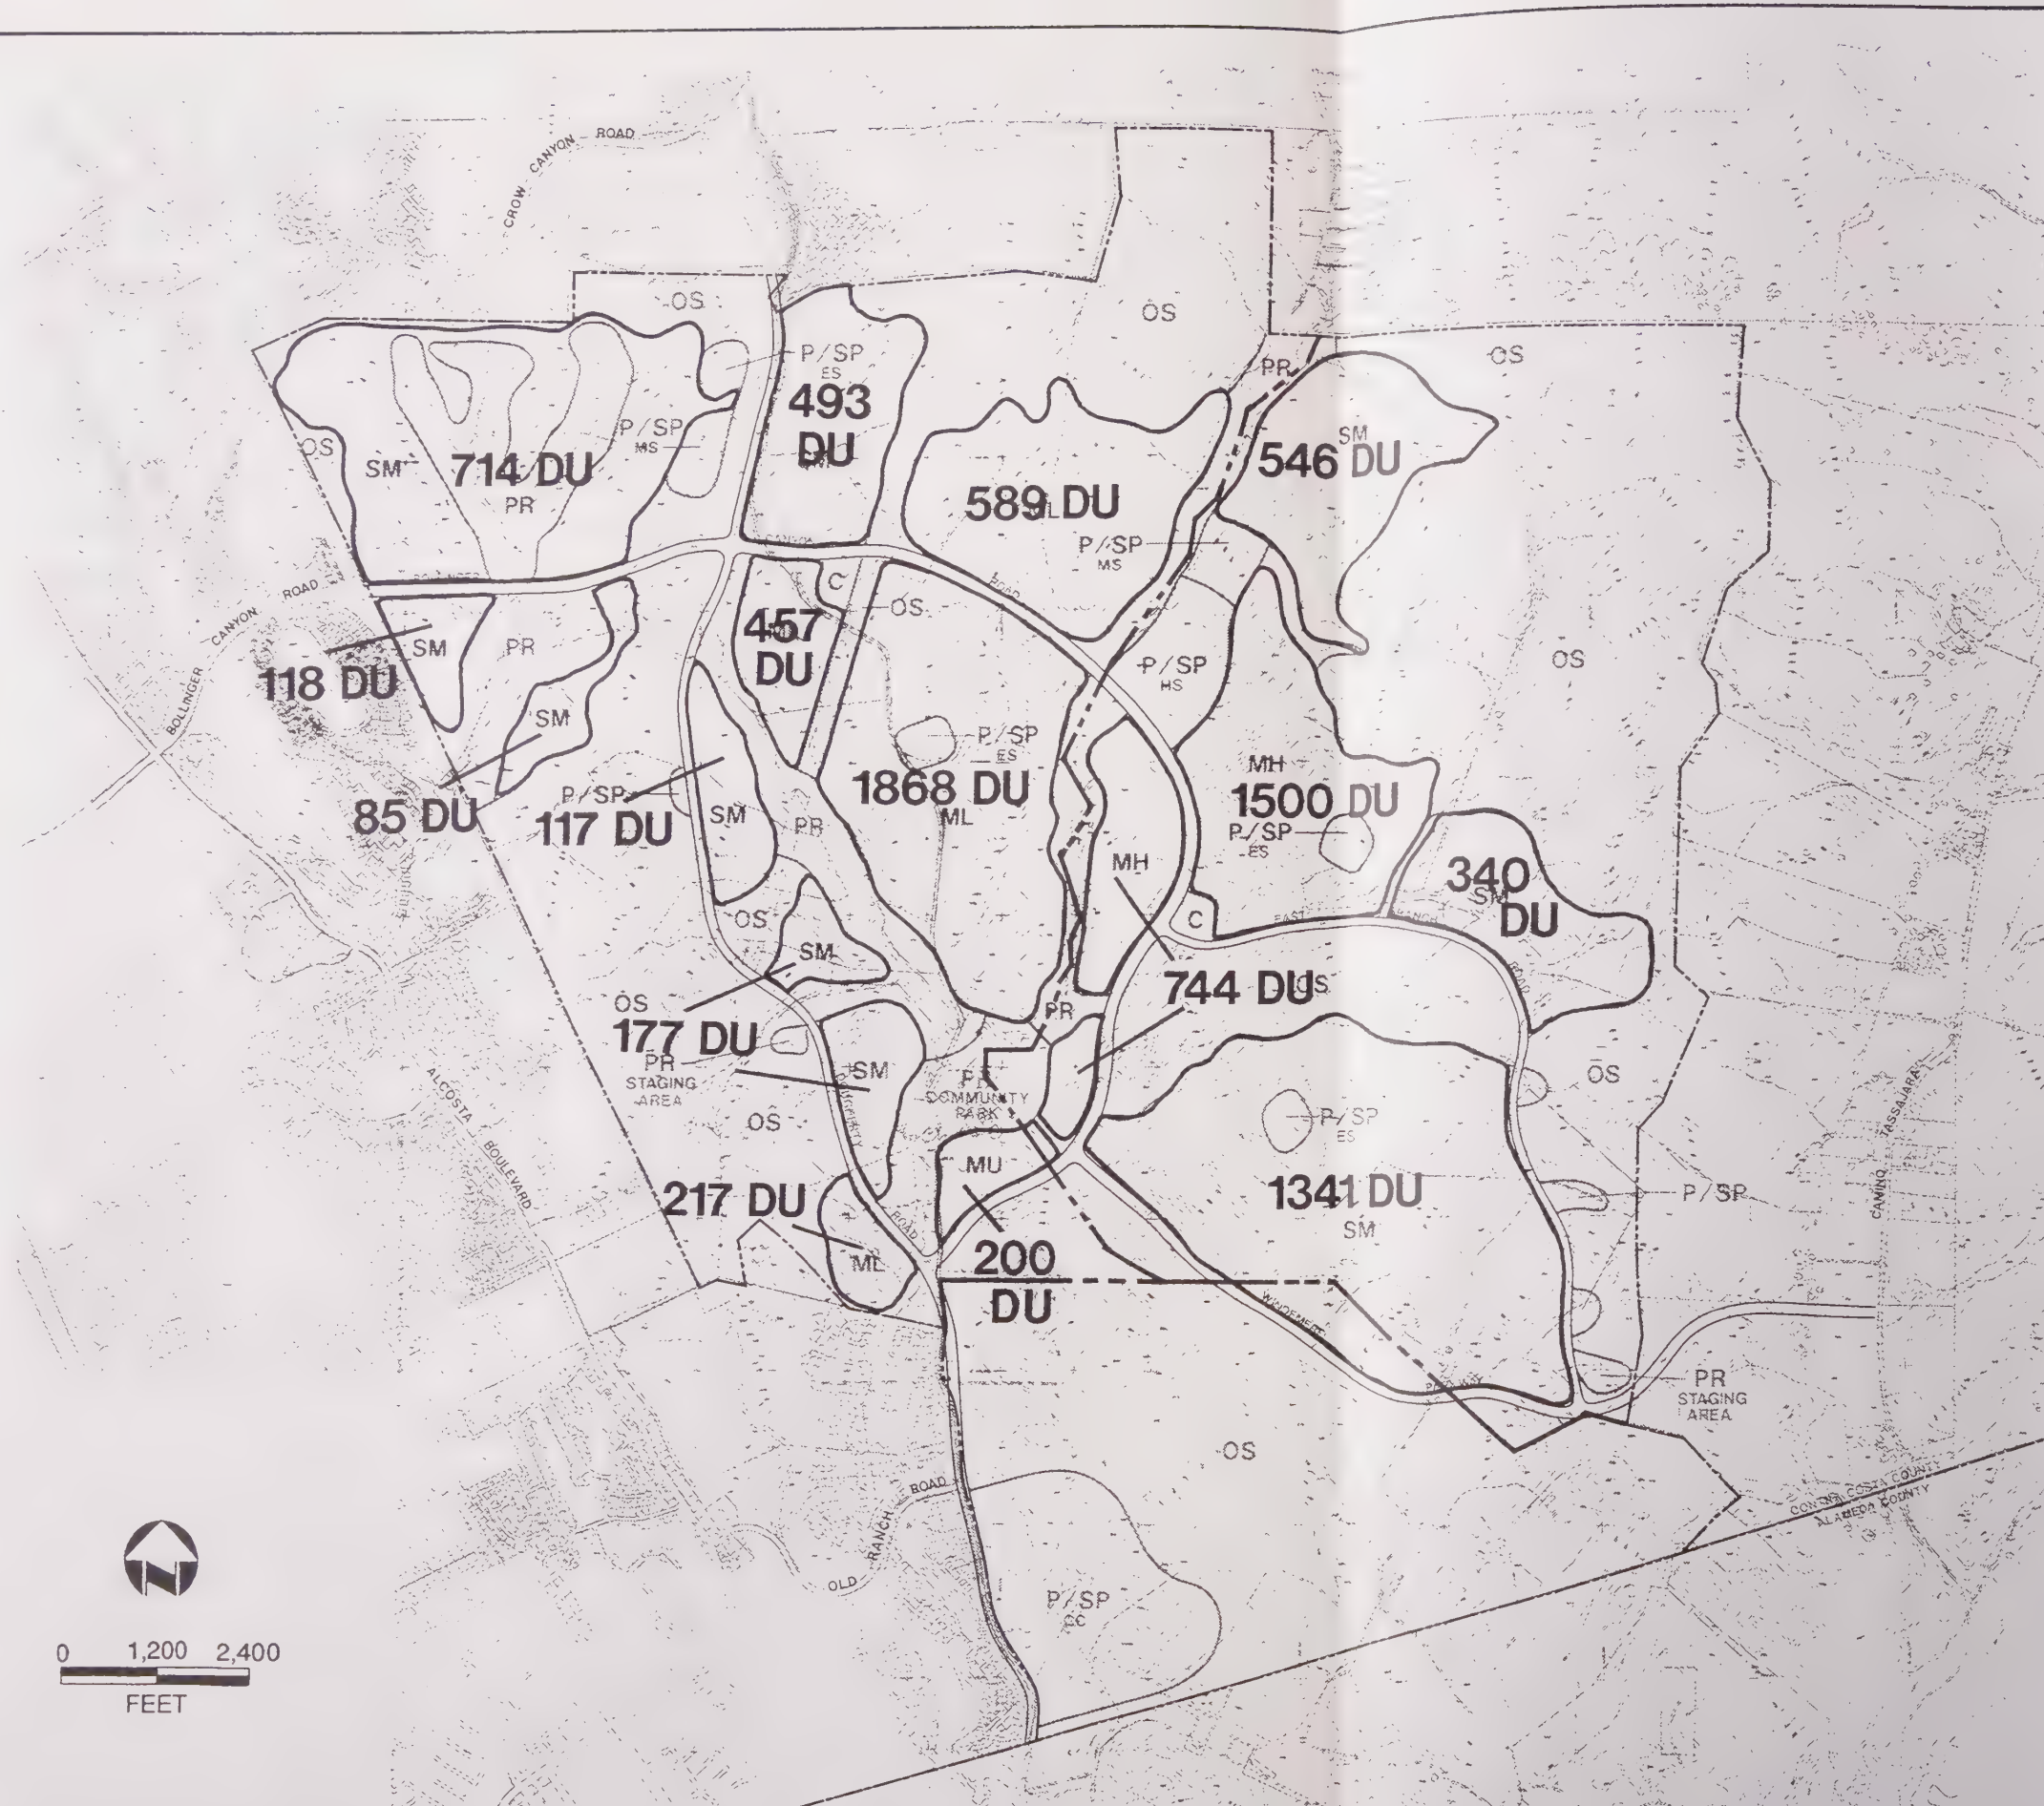 CROW CANYON ROAD
OS
OS
P/SP
ES
493
DU
PR
OS
OS
SM
714 DU
PR
P/SP
MS
589 DU
P/SP
MS
SM
546 DU
BOLLINGER CANYON ROAD
118 DU
SM
PR
SM
85 DU
457
DU
C
OS
ROAD
P/SP
HS
OS
P/SP
117 DU
SM
PR
P/SP
ES
1868 DU
ML
MH
MH
1500 DU
P/SP
ES
340
SM
DU
C
EAST
OS
SM
744 DU
OS
OS
177 DU
PR
STAGING
AREA
SM
PR
PR
COMMUNITY
PARK
OS
OS
P/SP
ES
ALCOSTA BOULEVARD
MU
217 DU
ROAD
ML
200
DU
1341 DU
SM
P/SP
CAMINO TASSAJARA
WINDEMERE
PARKWAY
PR
STAGING
AREA
OS
CONTRA COSTA COUNTY
ALAMEDA COUNTY
OLD RANCH ROAD
P/SP
CC
N
0 1,200 2,400
FEET